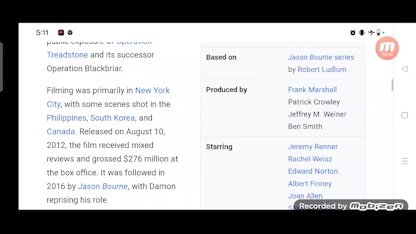 5:11
public exposure of Operation
Treadstone and its successor
Operation Blackbriar.
Filming was primarily in New York
City, with some scenes shot in the
Philippines, South Korea, and
Canada. Released on August 10,
2012, the film received mixed
reviews and grossed $276 million
at the box office. It was followed
in 2016 by Jason Bourne, with Damon
reprising his role.
Based on
Jason Bourne series
by Robert Ludlum
Produced by
Frank Marshall
Patrick Crowley
Jeffrey M. Weiner
Ben Smith
Starring
Jeremy Renner
Rachel Weisz
Edward Norton
Albert Finney
Joan Allen
Recorded by mobizen